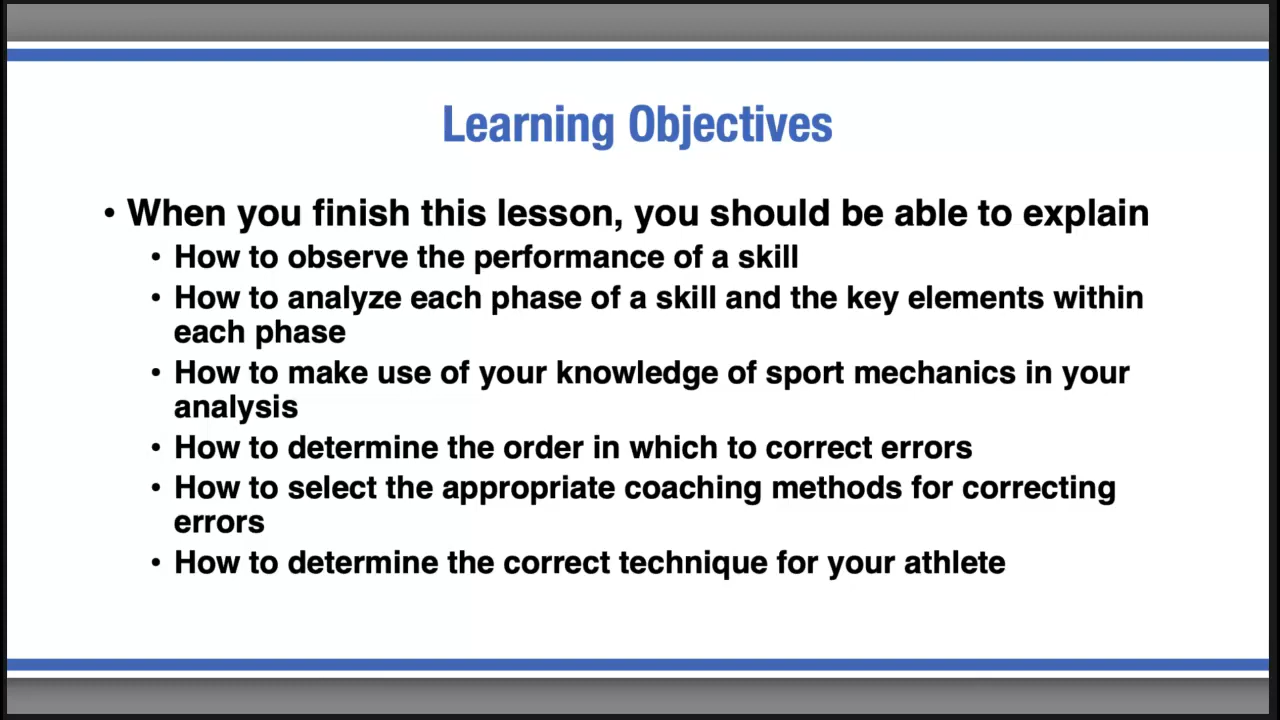 Learning Objectives
• When you finish this lesson, you should be able to explain
• How to observe the performance of a skill
• How to analyze each phase of a skill and the key elements within
each phase
• How to make use of your knowledge of sport mechanics in your
analysis
• How to determine the order in which to correct errors
• How to select the appropriate coaching methods for correcting
errors
• How to determine the correct technique for your athlete